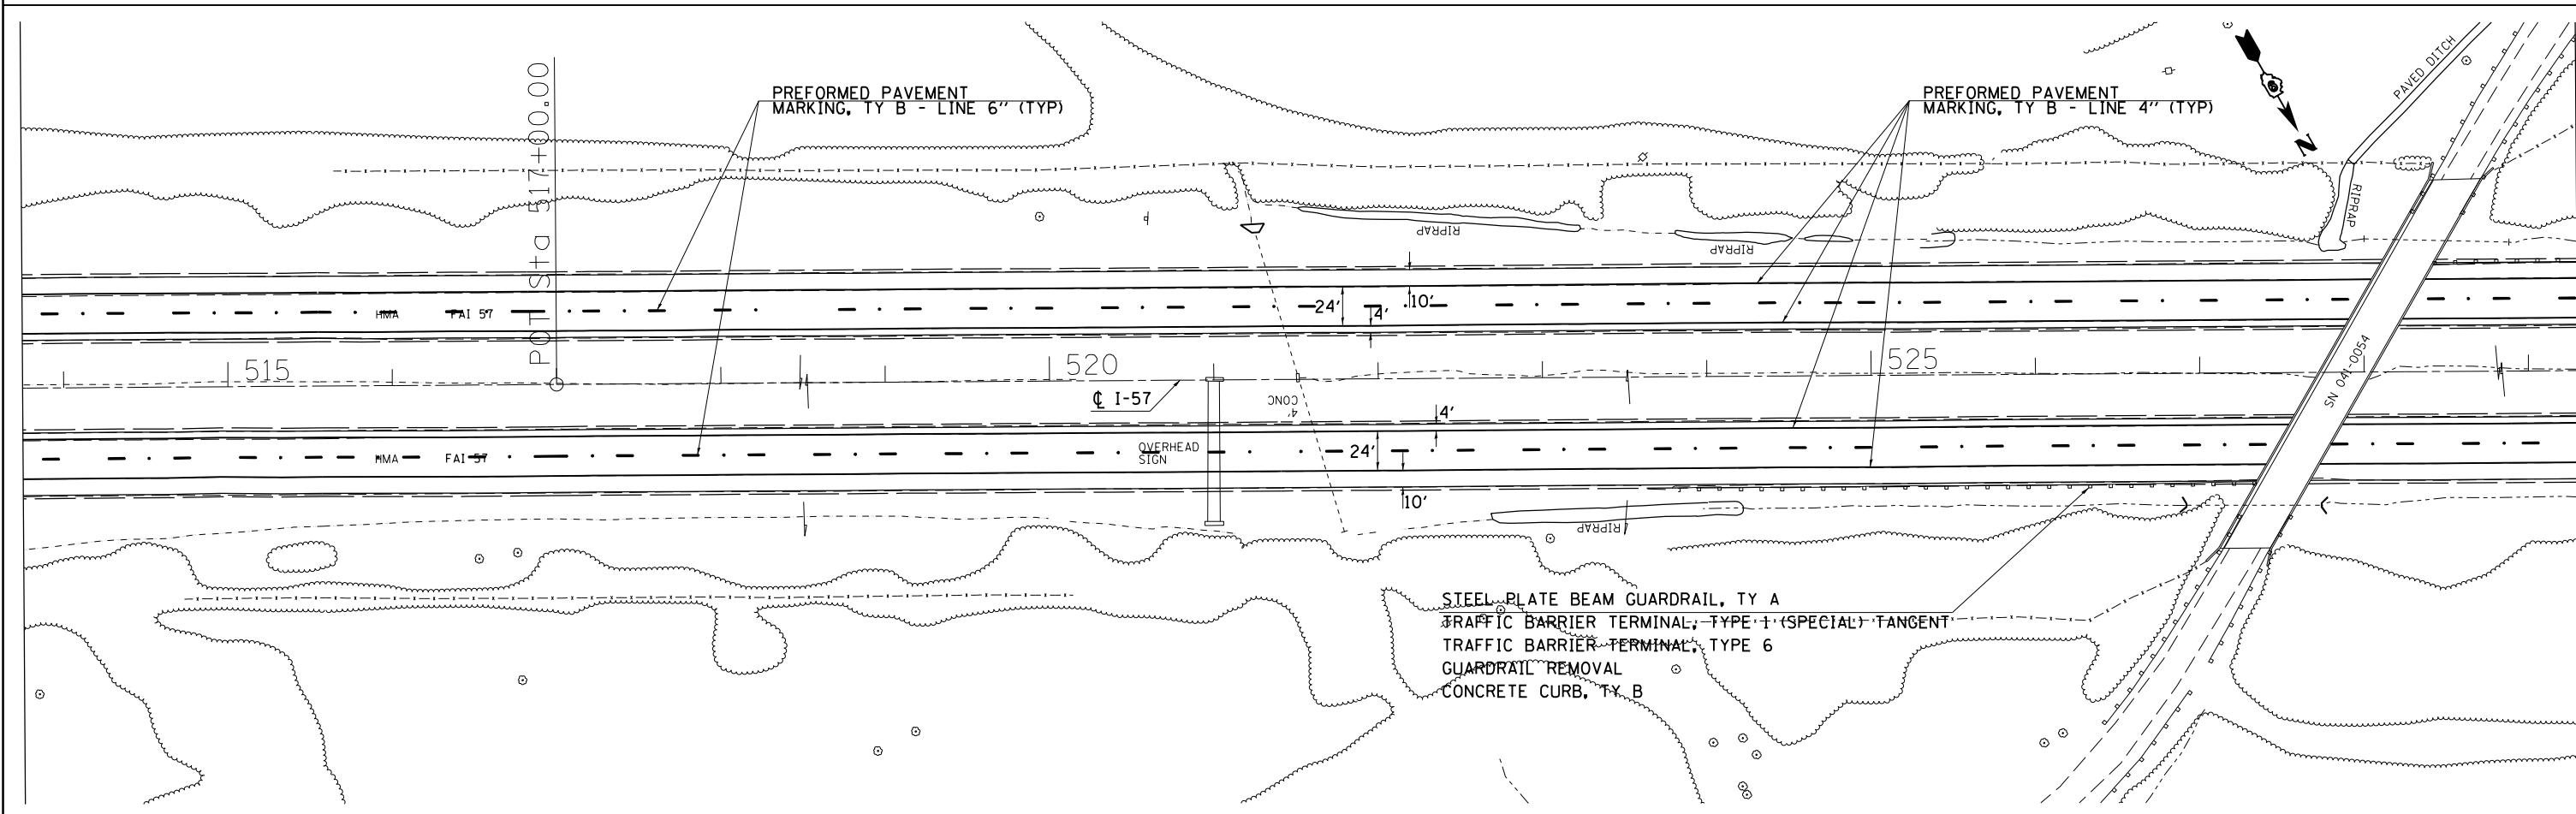 PREFORMED PAVEMENT
MARKING, TY B - LINE 6'' (TYP)
PREFORMED PAVEMENT
MARKING, TY B - LINE 4'' (TYP)
PAVED DITCH
N
RIPRAP
POT Sta 517+00.00
RIPRAP
RIPRAP
HMA
FAI 57
24'
4'
10'
515
520
525
SN 041-0054
℄ I-57
4'
CONC
4'
OVERHEAD
SIGN
24'
10'
HMA
FAI 57
RIPRAP
STEEL PLATE BEAM GUARDRAIL, TY A
TRAFFIC BARRIER TERMINAL, TYPE 1 (SPECIAL) TANGENT
TRAFFIC BARRIER TERMINAL, TYPE 6
GUARDRAIL REMOVAL
CONCRETE CURB, TY B